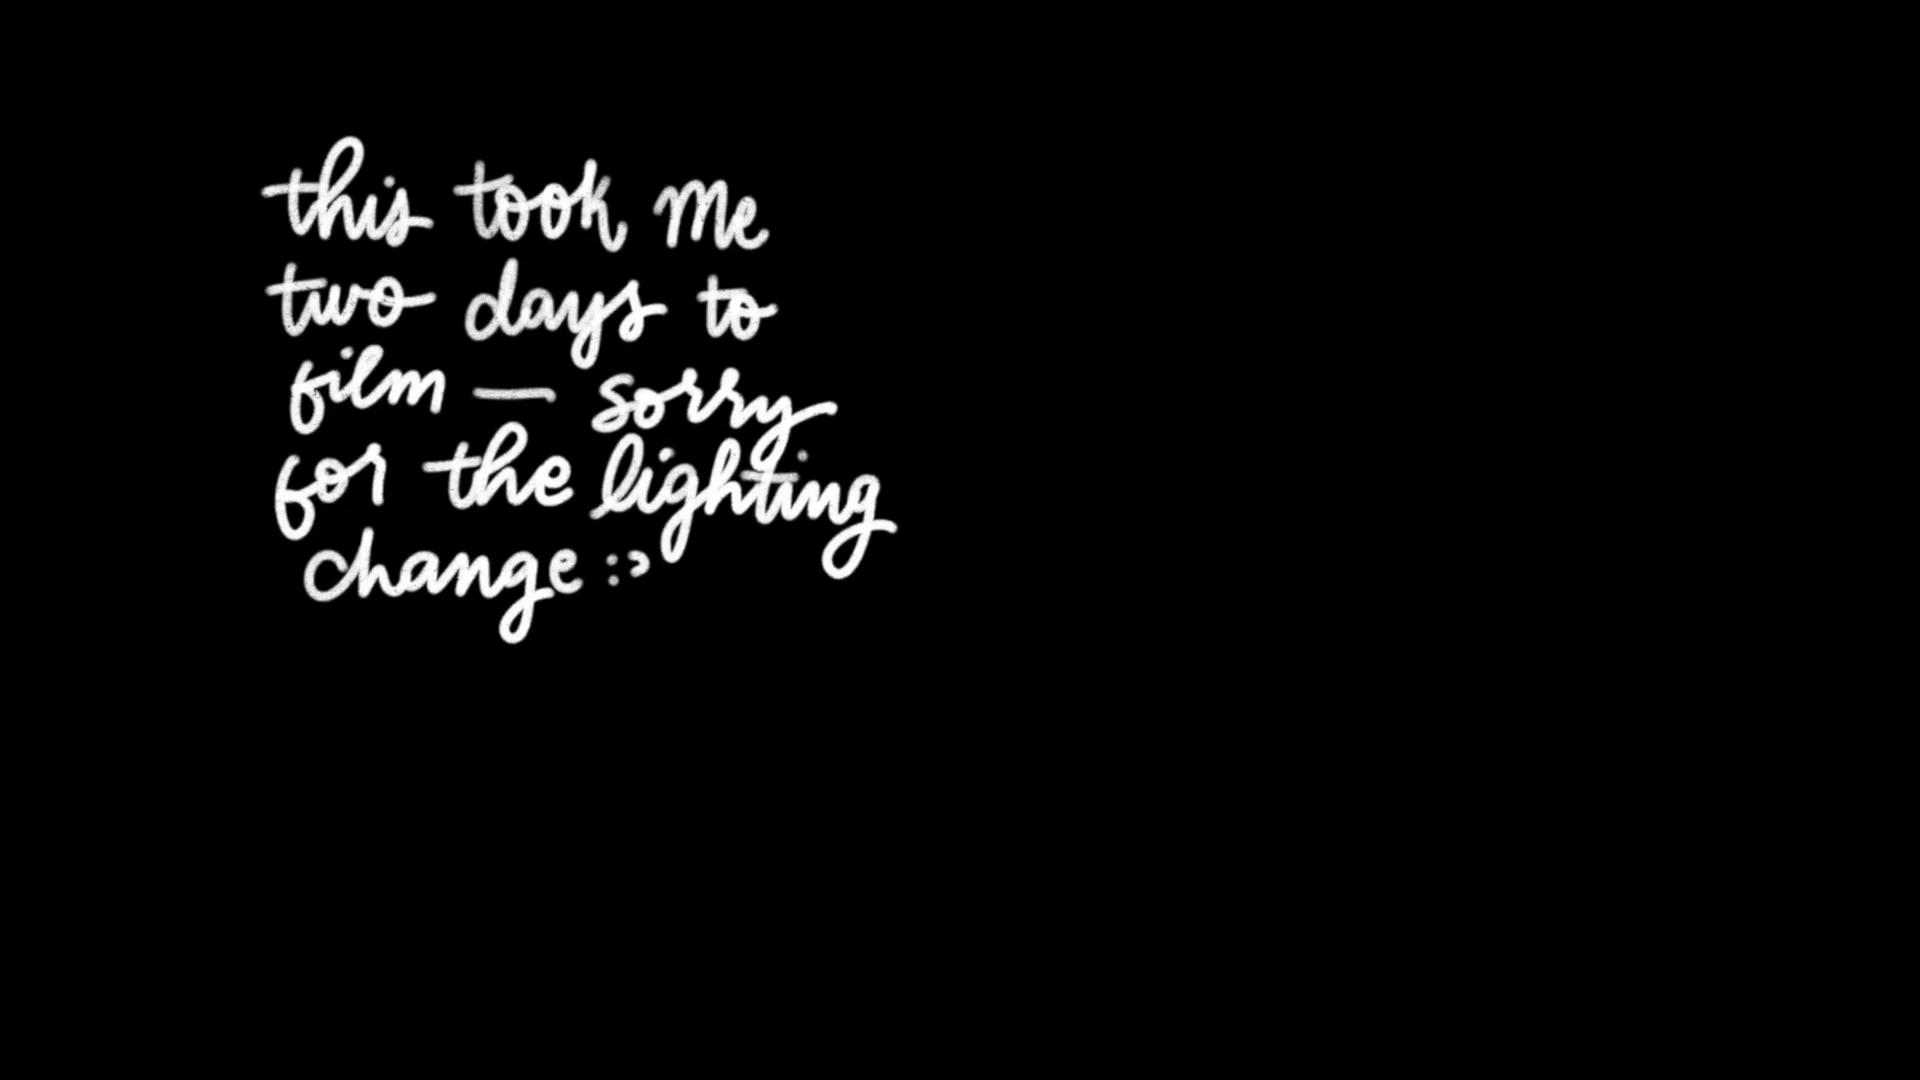 this took me
two days to
film — sorry
for the lighting
change :>